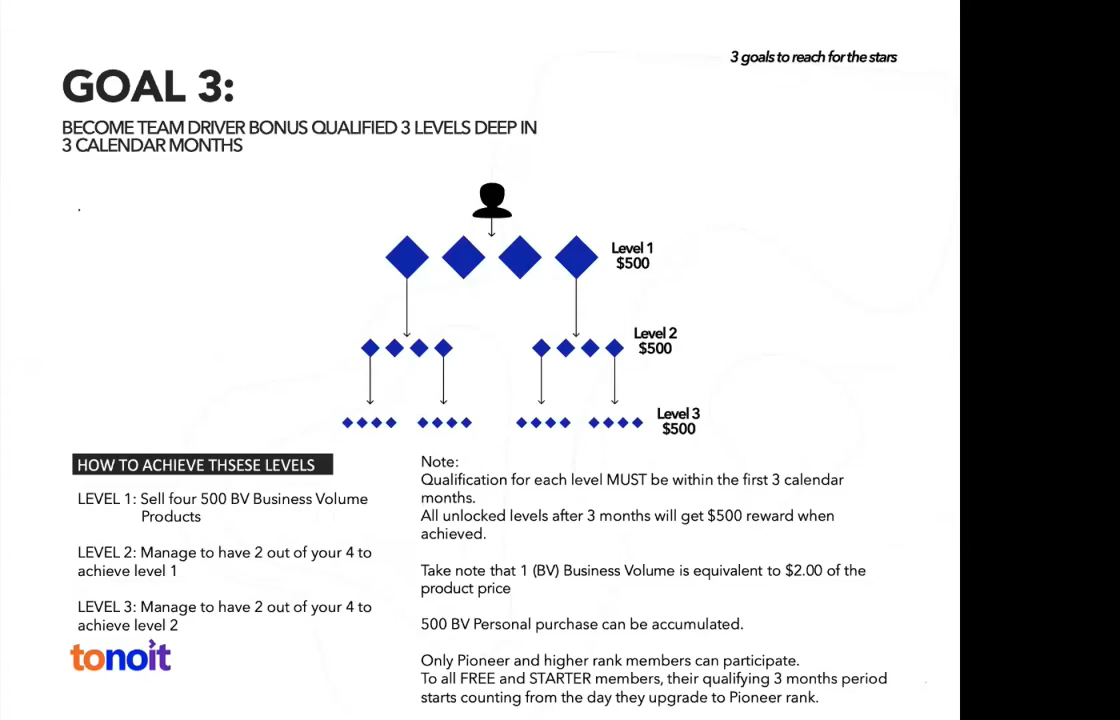 3 goals to reach for the stars
GOAL 3:
BECOME TEAM DRIVER BONUS QUALIFIED 3 LEVELS DEEP IN
3 CALENDAR MONTHS
Level 1
$500
Level 2
$500
Level 3
$500
HOW TO ACHIEVE THSESE LEVELS
LEVEL 1: Sell four 500 BV Business Volume
Products
LEVEL 2: Manage to have 2 out of your 4 to
achieve level 1
LEVEL 3: Manage to have 2 out of your 4 to
achieve level 2
tonoit
Note:
Qualification for each level MUST be within the first 3 calendar
months.
All unlocked levels after 3 months will get $500 reward when
achieved.
Take note that 1 (BV) Business Volume is equivalent to $2.00 of the
product price
500 BV Personal purchase can be accumulated.
Only Pioneer and higher rank members can participate.
To all FREE and STARTER members, their qualifying 3 months period
starts counting from the day they upgrade to Pioneer rank.